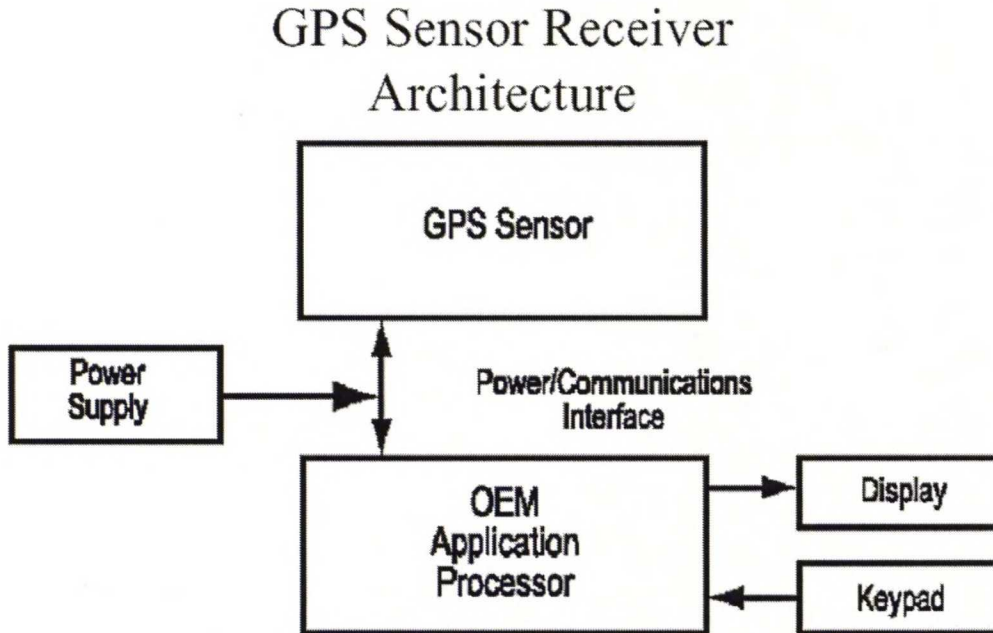 GPS Sensor Receiver
Architecture
GPS Sensor
Power
Supply
Power/Communications
Interface
OEM
Application
Processor
Display
Keypad